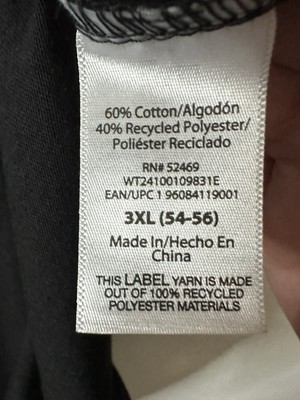 60% Cotton/Algodón
40% Recycled Polyester/
Poliéster Reciclado
RN# 52469
WT24100109831E
EAN/UPC 1 96084119001
3XL (54-56)
Made In/Hecho En
China
THIS LABEL YARN IS MADE
OUT OF 100% RECYCLED
POLYESTER MATERIALS